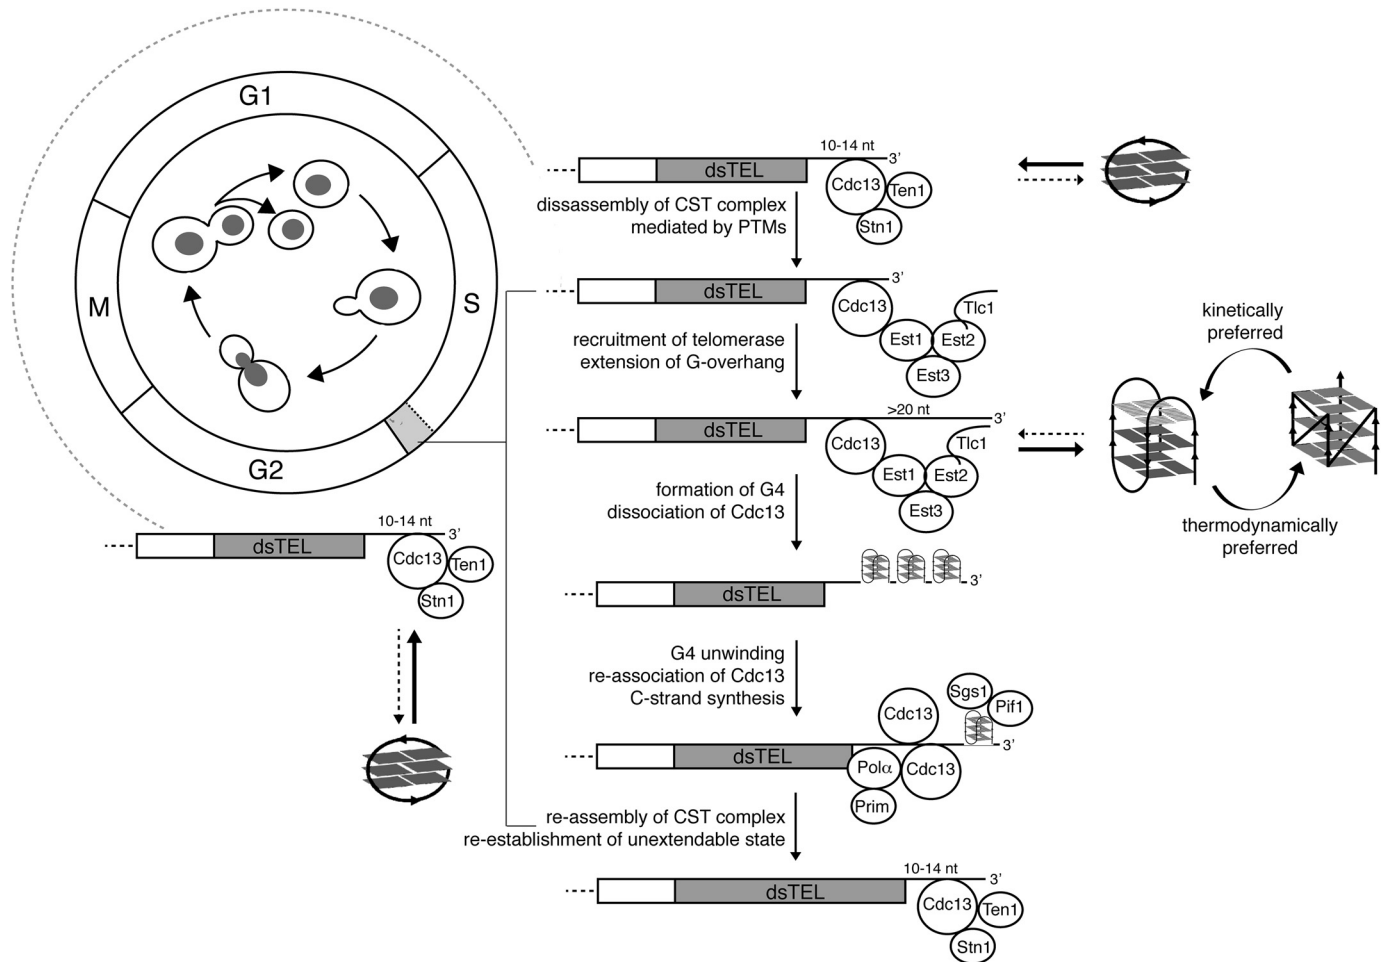 G1
S
M
G2
10-14 nt
3’
dsTEL
Cdc13
Ten1
Stn1
10-14 nt
3’
dsTEL
Cdc13
Ten1
Stn1
dissassembly of CST complex
mediated by PTMs
3’
dsTEL
Cdc13
Tlc1
Est1
Est2
Est3
recruitment of telomerase
extension of G-overhang
>20 nt
3’
dsTEL
Cdc13
Tlc1
Est1
Est2
Est3
kinetically
preferred
thermodynamically
preferred
formation of G4
dissociation of Cdc13
3’
dsTEL
G4 unwinding
re-association of Cdc13
C-strand synthesis
Sgs1
Pif1
Cdc13
3’
dsTEL
Polα
Cdc13
Prim
re-assembly of CST complex
re-establishment of unextendable state
10-14 nt
3’
dsTEL
Cdc13
Ten1
Stn1